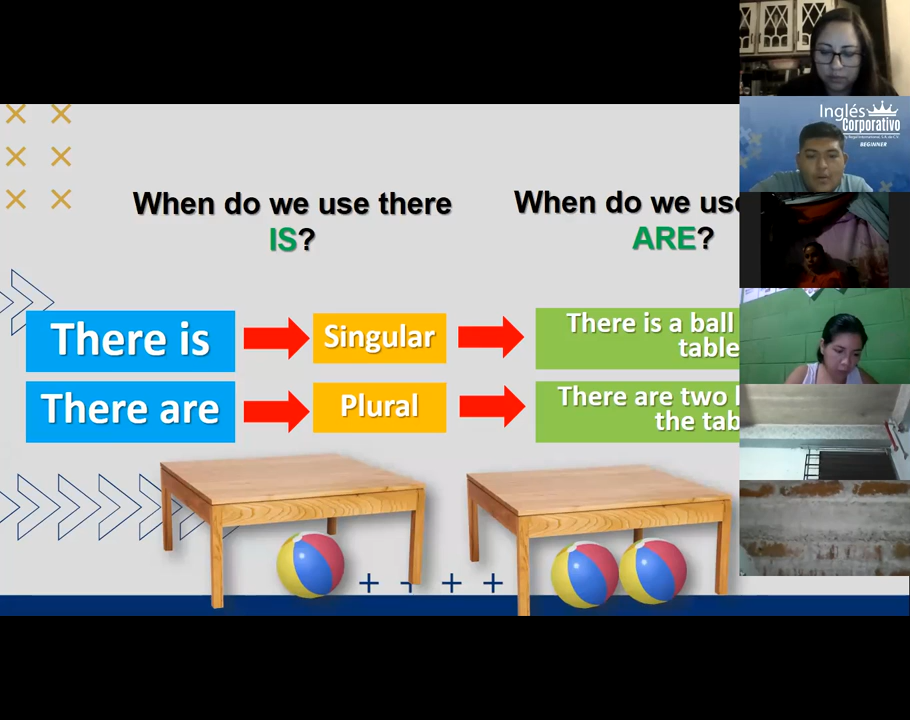 When do we use there
IS?
When do we use
ARE?
There is
Singular
There is a ball
table
There are
Plural
There are two
the tab
Inglés
Corporativo
BEGINNER